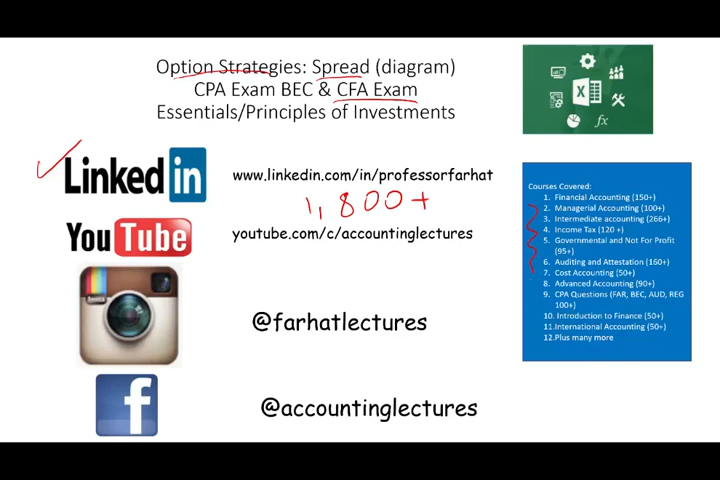 Option Strategies: Spread (diagram)
CPA Exam BEC & CFA Exam
Essentials/Principles of Investments
Linked in
www.linkedin.com/in/professorfarhat
1,800+
YouTube
youtube.com/c/accountinglectures
@farhatlectures
f
@accountinglectures
X
fx
Courses Covered:
1. Financial Accounting (150+)
2. Managerial Accounting (100+)
3. Intermediate accounting (266+)
4. Income Tax (120 +)
5. Governmental and Not For Profit
(95+)
6. Auditing and Attestation (160+)
7. Cost Accounting (50+)
8. Advanced Accounting (90+)
9. CPA Questions (FAR, BEC, AUD, REG
100+)
10. Introduction to Finance (50+)
11.International Accounting (50+)
12.Plus many more